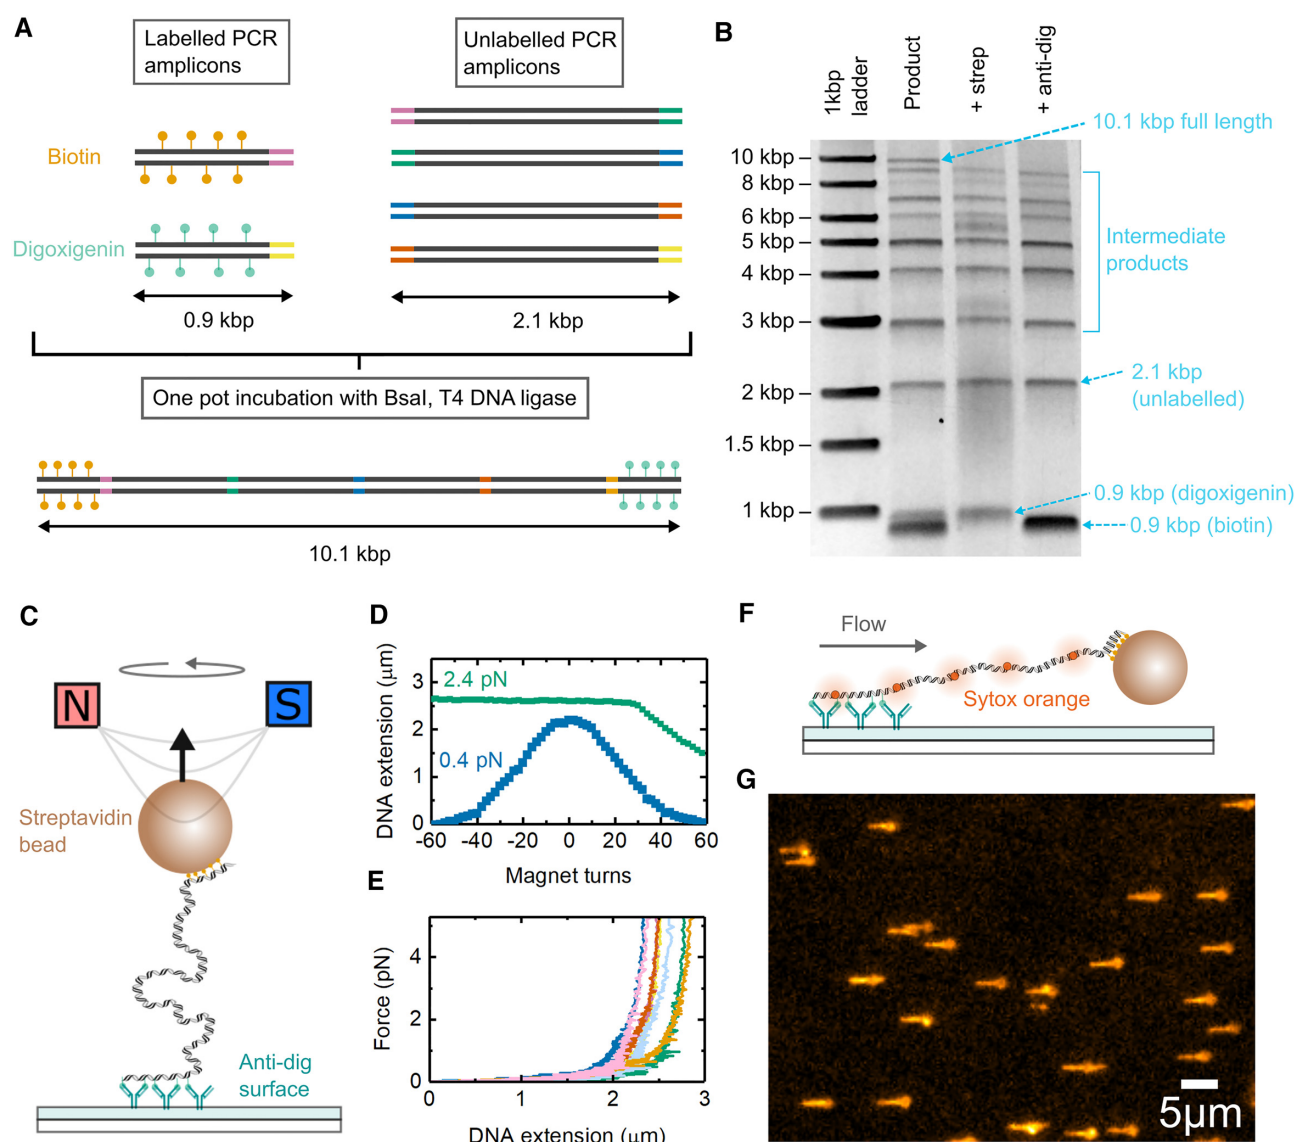 A
Labelled PCR
amplicons
Unlabelled PCR
amplicons
Biotin
Digoxigenin
0.9 kbp
2.1 kbp
One pot incubation with BsaI, T4 DNA ligase
10.1 kbp
B
1kbp
ladder
Product
+ strep
+ anti-dig
10.1 kbp full length
10 kbp
8 kbp
6 kbp
5 kbp
4 kbp
3 kbp
2 kbp
1.5 kbp
1 kbp
Intermediate
products
2.1 kbp
(unlabelled)
0.9 kbp (digoxigenin)
0.9 kbp (biotin)
C
N
S
Streptavidin
bead
Anti-dig
surface
D
DNA extension (μm)
3
2
1
0
2.4 pN
0.4 pN
-60 -40 -20 0 20 40 60
Magnet turns
E
Force (pN)
4
2
0
0 1 2 3
DNA extension (μm)
F
Flow
Sytox orange
G
5μm